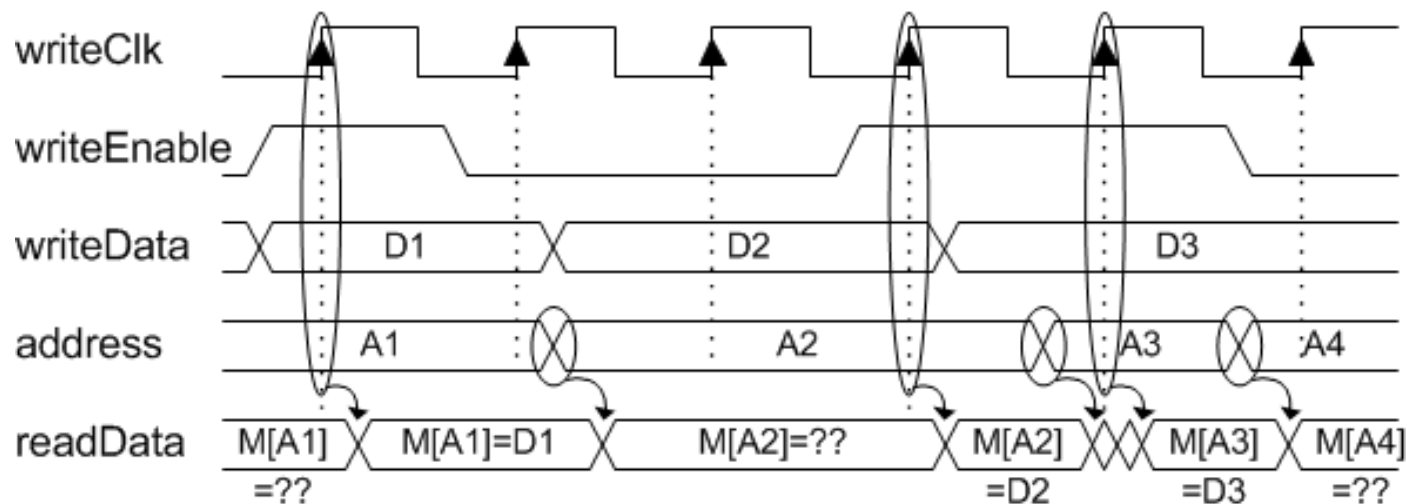 writeClk
writeEnable
writeData D1 D2 D3
address A1 A2 A3 A4
readData M[A1] M[A1]=D1 M[A2]=?? M[A2] M[A3] M[A4]
=?? =D2 =D3 =??